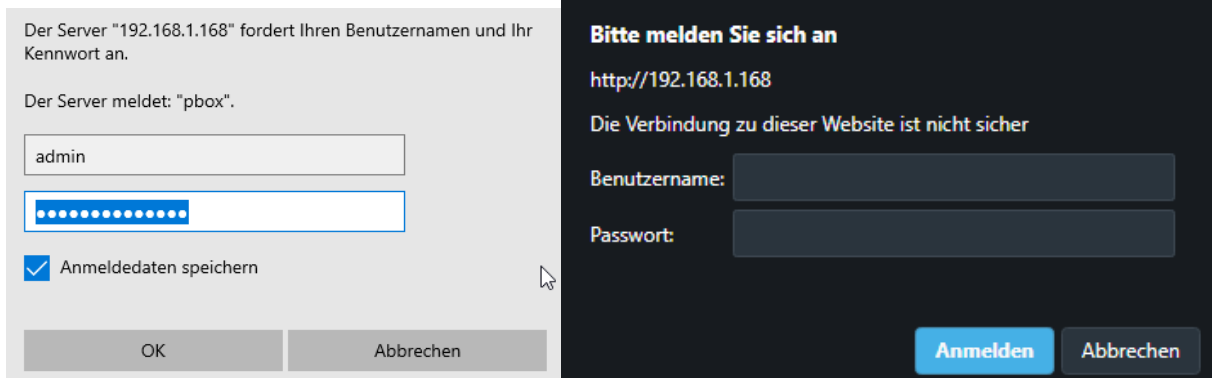 Der Server "192.168.1.168" fordert Ihren Benutzernamen und Ihr
Kennwort an.
Der Server meldet: "pbox".
admin
••••••••••••••
Anmeldedaten speichern
OK
Abbrechen
Bitte melden Sie sich an
http://192.168.1.168
Die Verbindung zu dieser Website ist nicht sicher
Benutzername:
Passwort:
Anmelden
Abbrechen